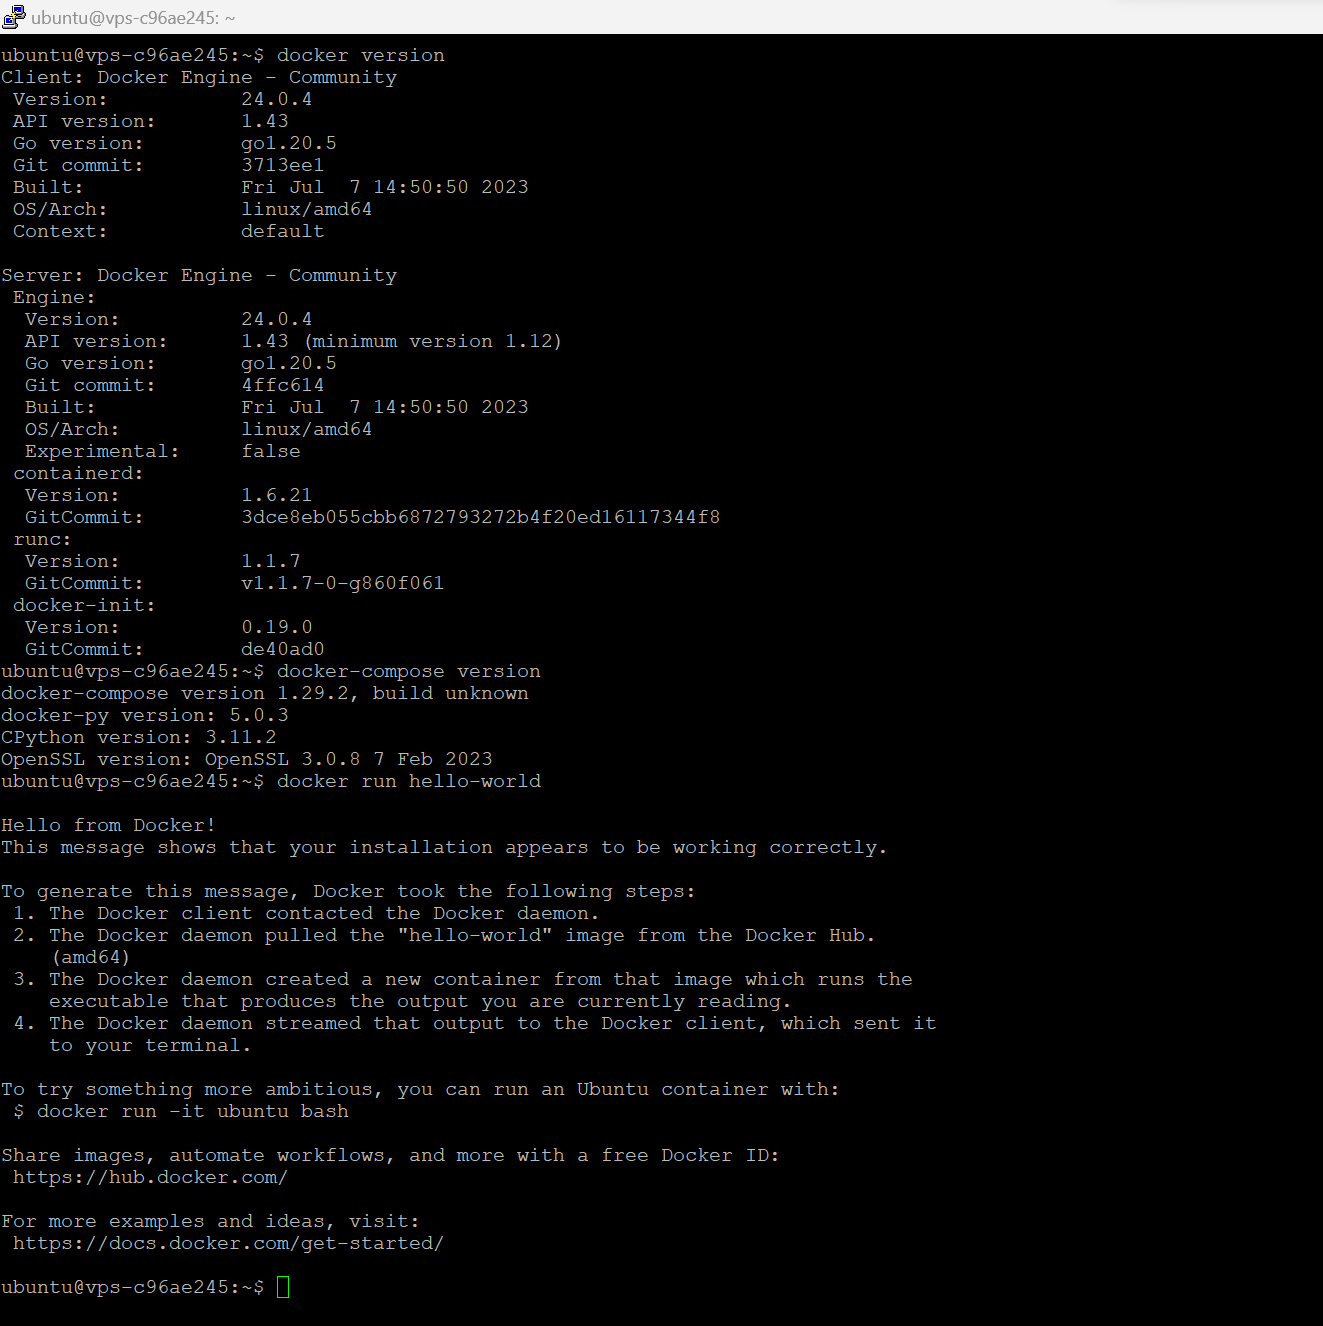 ubuntu@vps-c96ae245: ~
ubuntu@vps-c96ae245:~$ docker version
Client: Docker Engine - Community
 Version:           24.0.4
 API version:       1.43
 Go version:        go1.20.5
 Git commit:        3713ee1
 Built:             Fri Jul  7 14:50:50 2023
 OS/Arch:           linux/amd64
 Context:           default

Server: Docker Engine - Community
 Engine:
  Version:          24.0.4
  API version:      1.43 (minimum version 1.12)
  Go version:       go1.20.5
  Git commit:       4ffc614
  Built:            Fri Jul  7 14:50:50 2023
  OS/Arch:          linux/amd64
  Experimental:     false
 containerd:
  Version:          1.6.21
  GitCommit:        3dce8eb055cbb6872793272b4f20ed16117344f8
 runc:
  Version:          1.1.7
  GitCommit:        v1.1.7-0-g860f061
 docker-init:
  Version:          0.19.0
  GitCommit:        de40ad0
ubuntu@vps-c96ae245:~$ docker-compose version
docker-compose version 1.29.2, build unknown
docker-py version: 5.0.3
CPython version: 3.11.2
OpenSSL version: OpenSSL 3.0.8 7 Feb 2023
ubuntu@vps-c96ae245:~$ docker run hello-world

Hello from Docker!
This message shows that your installation appears to be working correctly.

To generate this message, Docker took the following steps:
 1. The Docker client contacted the Docker daemon.
 2. The Docker daemon pulled the "hello-world" image from the Docker Hub.
    (amd64)
 3. The Docker daemon created a new container from that image which runs the
    executable that produces the output you are currently reading.
 4. The Docker daemon streamed that output to the Docker client, which sent it
    to your terminal.

To try something more ambitious, you can run an Ubuntu container with:
 $ docker run -it ubuntu bash

Share images, automate workflows, and more with a free Docker ID:
 https://hub.docker.com/

For more examples and ideas, visit:
 https://docs.docker.com/get-started/

ubuntu@vps-c96ae245:~$